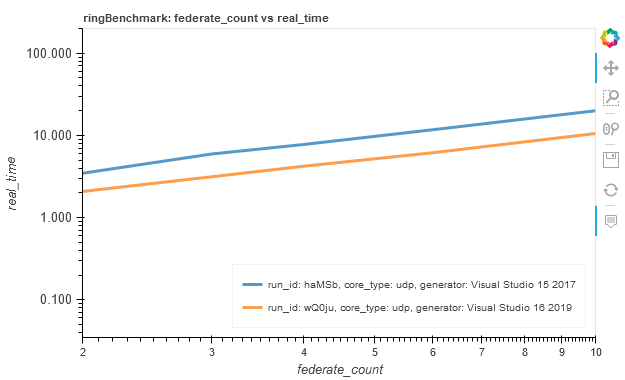 ringBenchmark: federate_count vs real_time
100.000
10.000
1.000
0.100
real_time
run_id: haMSb, core_type: udp, generator: Visual Studio 15 2017
run_id: wQ0ju, core_type: udp, generator: Visual Studio 16 2019
2 3 4 5 6 7 8 9 10
federate_count